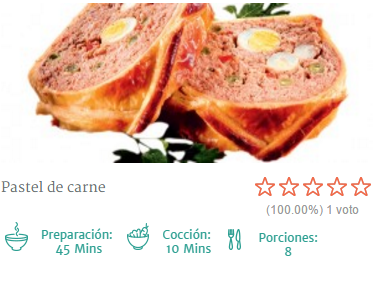 Pastel de carne
(100.00%) 1 voto
Preparación:
45 Mins
Cocción:
10 Mins
Porciones:
8